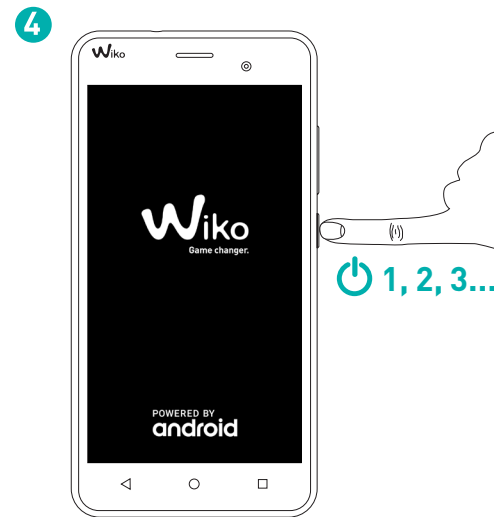 4
Wiko
Wiko
Game changer.
1, 2, 3...
POWERED BY
android